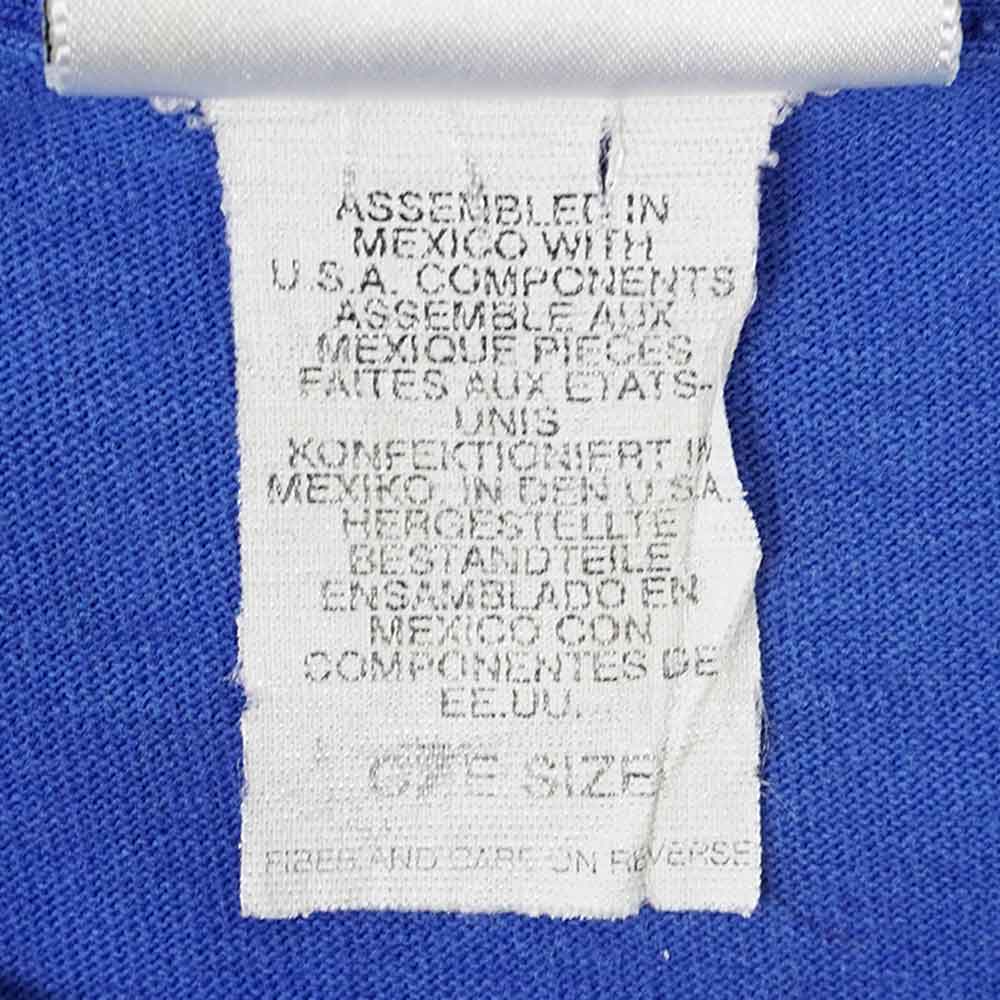 ASSEMBLED IN
MEXICO WITH
U.S.A. COMPONENTS
ASSEMBLE AUX
MEXIQUE PIECES
FAITES AUX ETATS-
UNIS
KONFEKTIONIERT IN
MEXIKO. IN DEN U.S.A.
HERGESTELLTE
BESTANDTEILE
ENSAMBLADO EN
MEXICO CON
COMPONENTES DE
EE.UU.
SIZE
FIBER AND CARE ON REVERSE